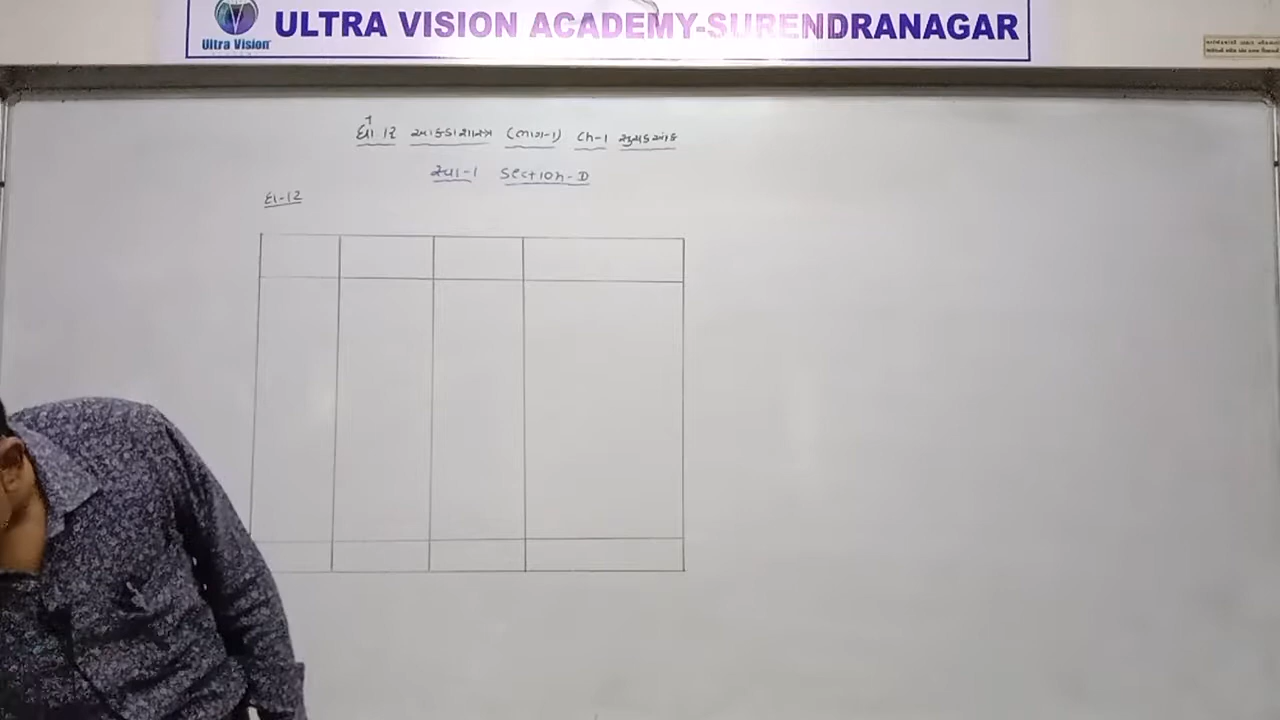 Ultra Vision
ULTRA VISION ACADEMY-SURENDRANAGAR
ધો 12 આંકડાશાસ્ત્ર (ભાગ-1) Ch-1 સૂચકઆંક
સ્વા-1 Section-D
દા-12